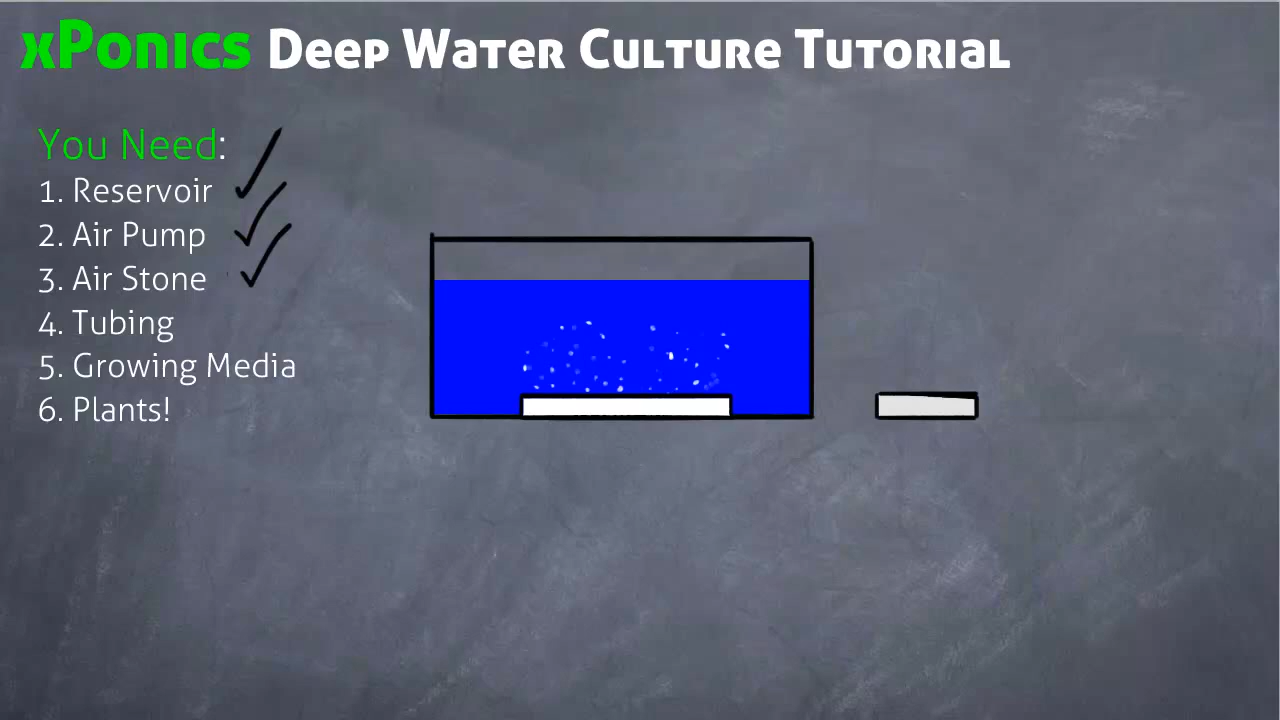 xPonics Deep Water Culture Tutorial
You Need:
1. Reservoir
2. Air Pump
3. Air Stone
4. Tubing
5. Growing Media
6. Plants!